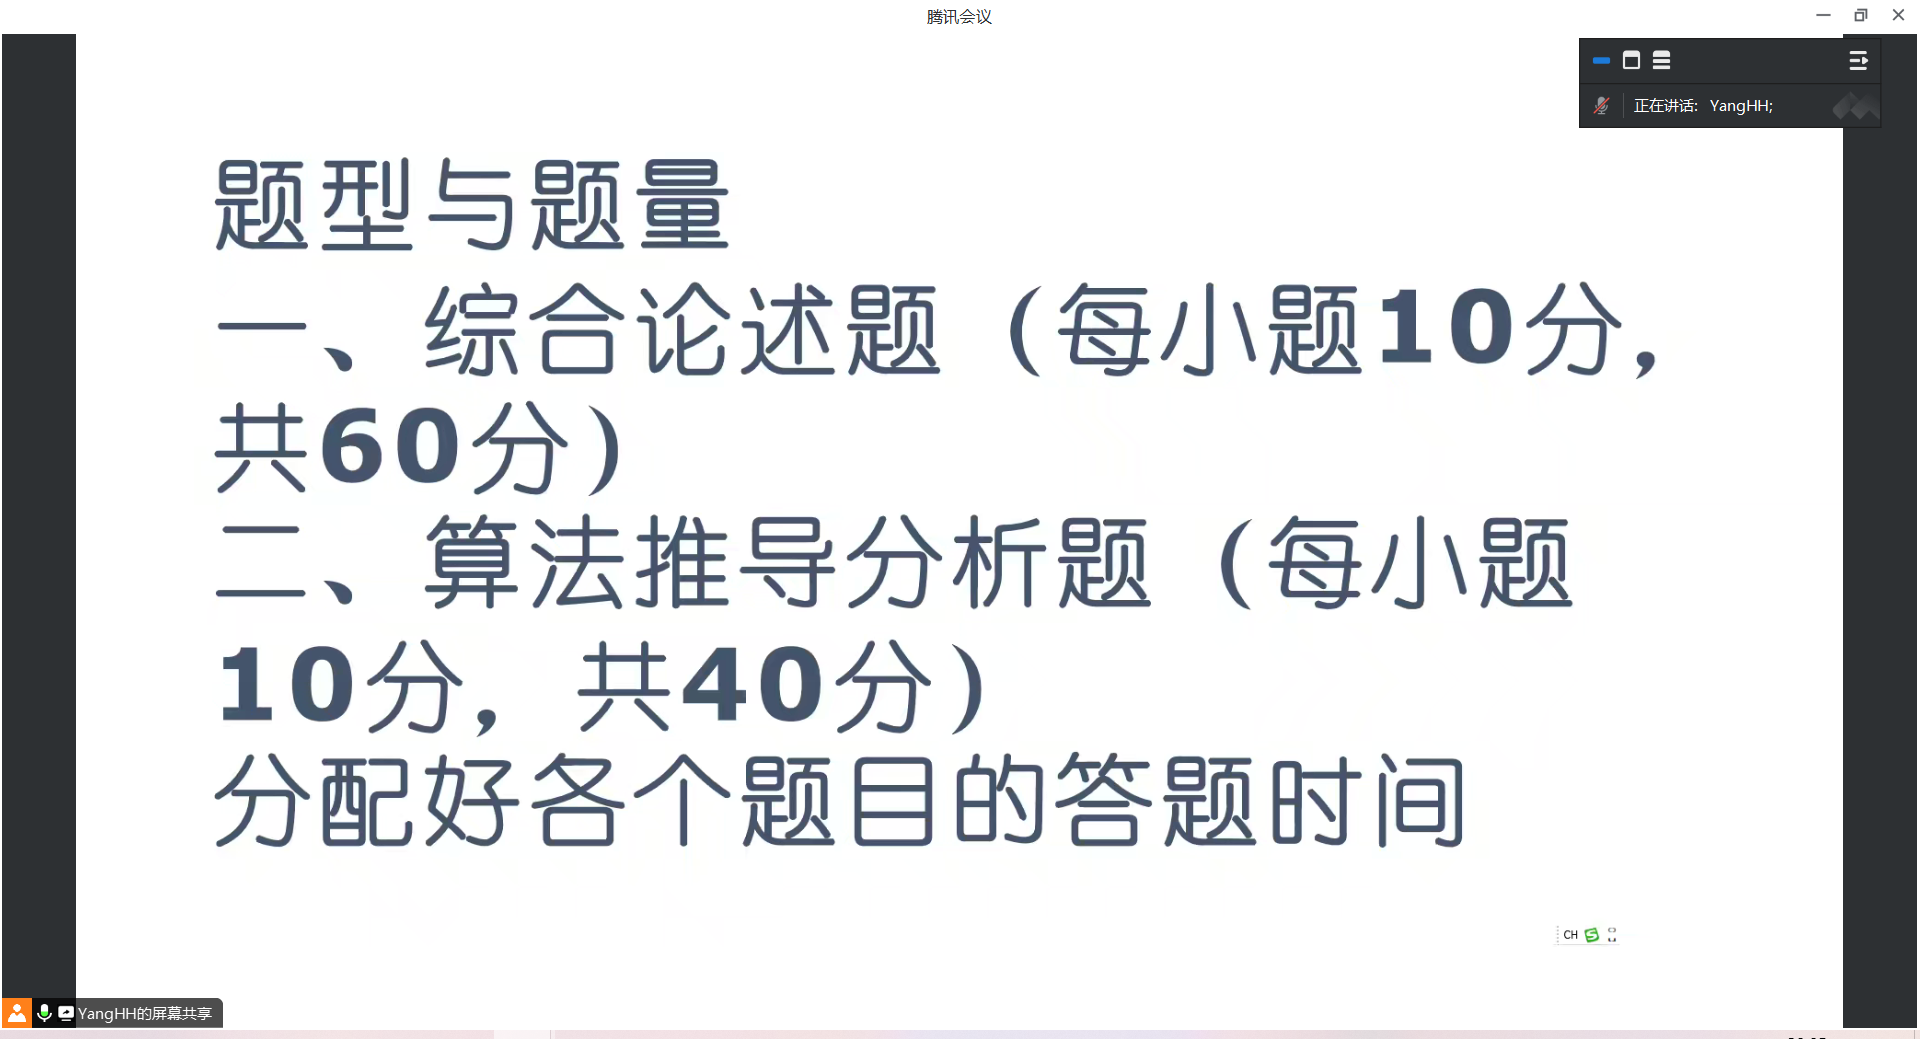 腾讯会议
正在讲话: YangHH;
题型与题量
一、综合论述题（每小题10分，
共60分）
二、算法推导分析题（每小题
10分，共40分）
分配好各个题目的答题时间
CH
YangHH的屏幕共享